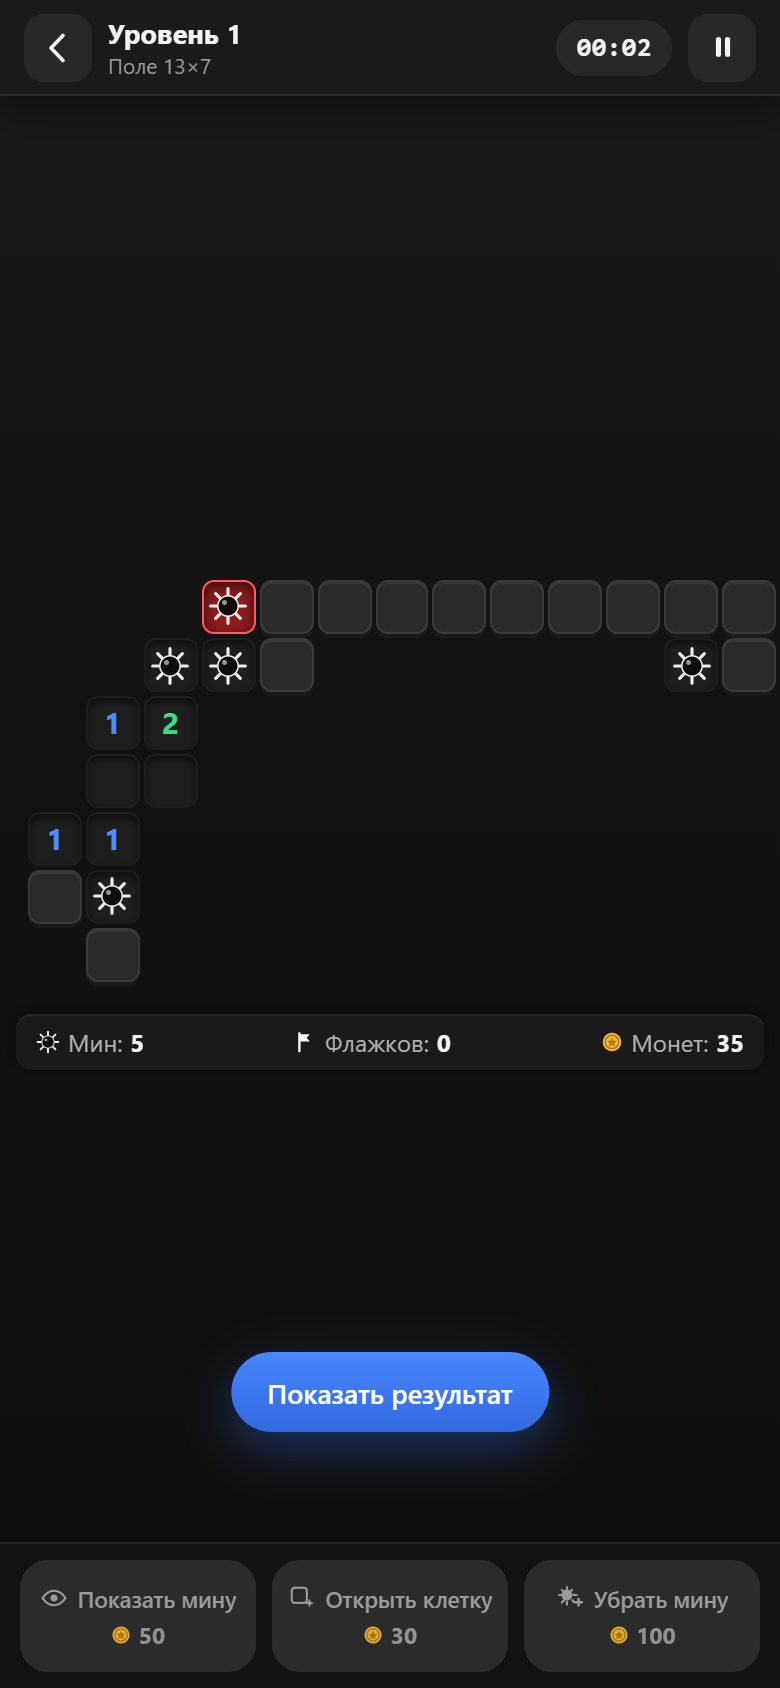 Уровень 1
Поле 13×7
00:02
1 2
1 1
Мин: 5 Флажков: 0 Монет: 35
Показать результат
Показать мину Открыть клетку Убрать мину
50 30 100